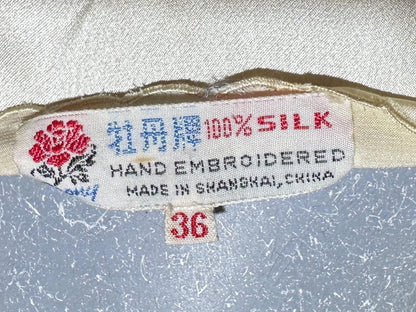 牡丹牌 100% SILK
HAND EMBROIDERED
MADE IN SHANGHAI, CHINA
36